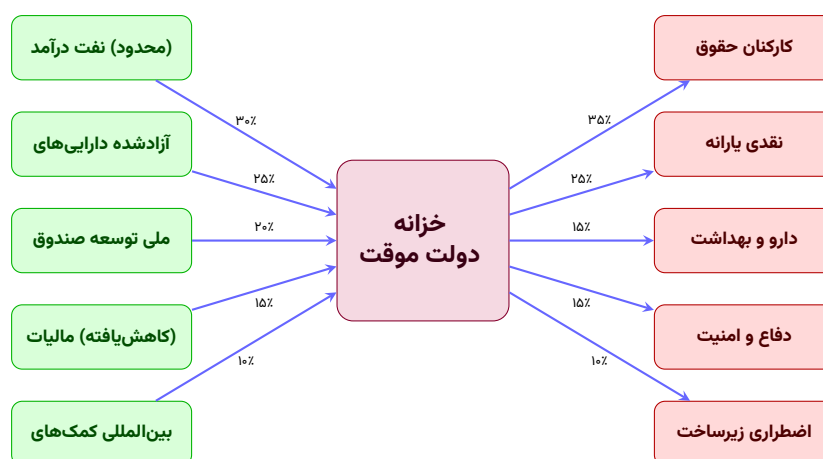 (محدود) نفت درآمد
آزادشده دارایی‌های
ملی توسعه صندوق
(کاهش‌یافته) مالیات
بین‌المللی کمک‌های
۳۰٪
۲۵٪
۲۰٪
۱۵٪
۱۰٪
خزانه
دولت موقت
۳۵٪
۲۵٪
۱۵٪
۱۵٪
۱۰٪
کارکنان حقوق
نقدی یارانه
دارو و بهداشت
دفاع و امنیت
اضطراری زیرساخت